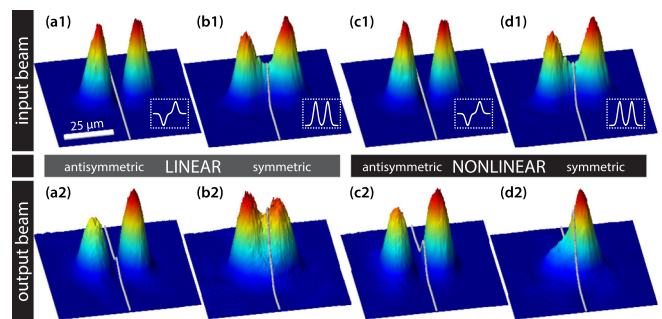 (a1) (b1) (c1) (d1)
input beam
25 μm
antisymmetric LINEAR symmetric antisymmetric NONLINEAR symmetric
(a2) (b2) (c2) (d2)
output beam